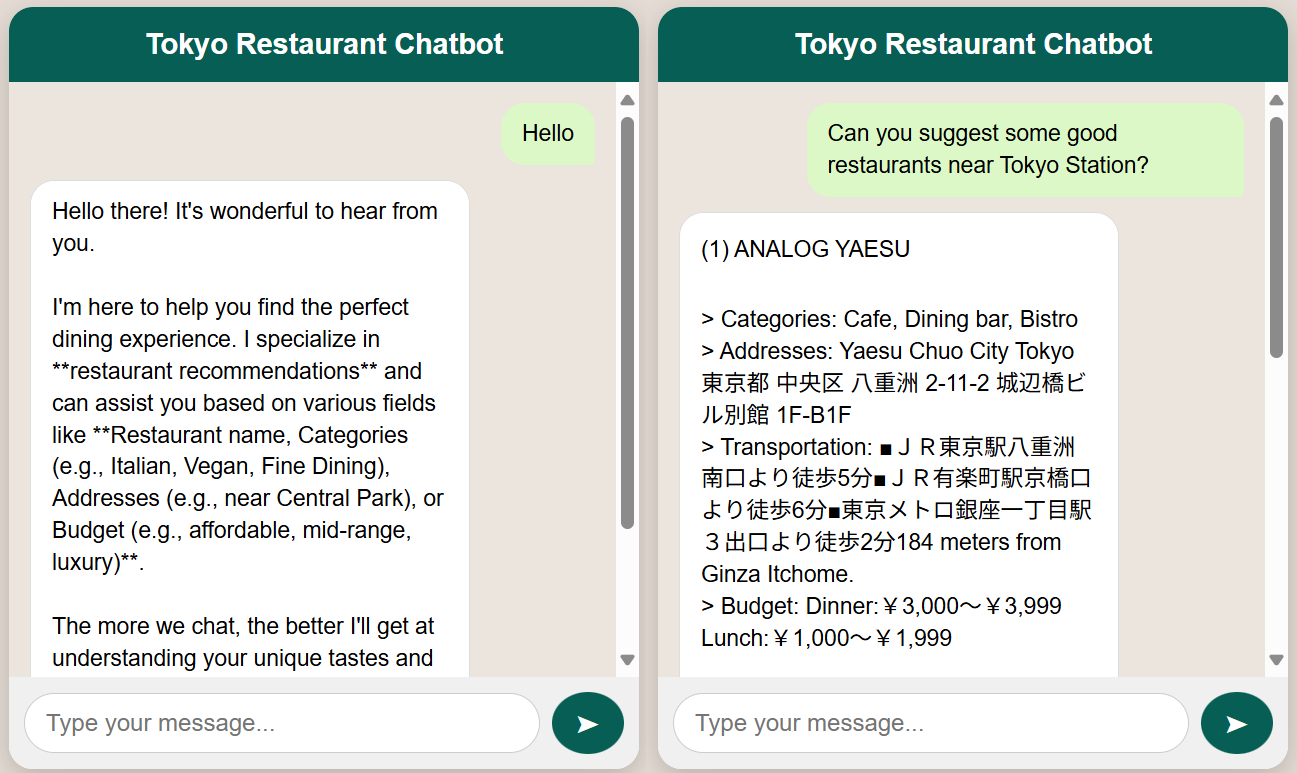 Tokyo Restaurant Chatbot
Hello
Hello there! It's wonderful to hear from
you.
I'm here to help you find the perfect
dining experience. I specialize in
**restaurant recommendations** and
can assist you based on various fields
like **Restaurant name, Categories
(e.g., Italian, Vegan, Fine Dining),
Addresses (e.g., near Central Park), or
Budget (e.g., affordable, mid-range,
luxury)**.
The more we chat, the better I'll get at
understanding your unique tastes and
Type your message...
Tokyo Restaurant Chatbot
Can you suggest some good
restaurants near Tokyo Station?
(1) ANALOG YAESU
> Categories: Cafe, Dining bar, Bistro
> Addresses: Yaesu Chuo City Tokyo
東京都 中央区 八重洲 2-11-2 城辺橋ビ
ル別館 1F-B1F
> Transportation: ■ＪＲ東京駅八重洲
南口より徒歩5分■ＪＲ有楽町駅京橋口
より徒歩6分■東京メトロ銀座一丁目駅
３出口より徒歩2分184 meters from
Ginza Itchome.
> Budget: Dinner:￥3,000～￥3,999
Lunch:￥1,000～￥1,999
Type your message...